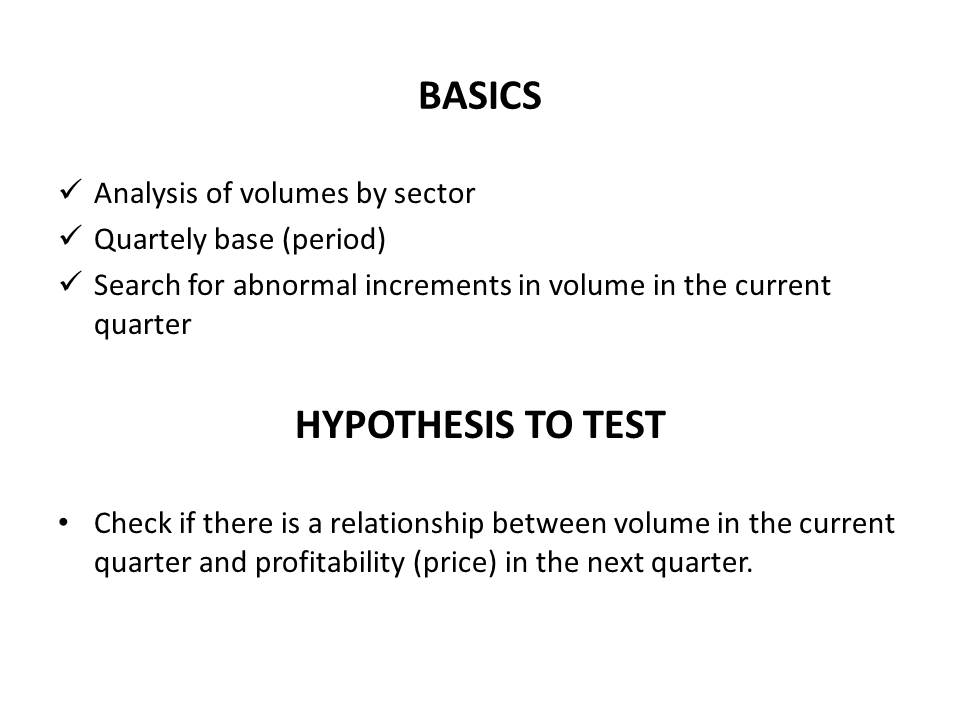 BASICS
✓ Analysis of volumes by sector
✓ Quartely base (period)
✓ Search for abnormal increments in volume in the current
quarter
HYPOTHESIS TO TEST
• Check if there is a relationship between volume in the current
quarter and profitability (price) in the next quarter.